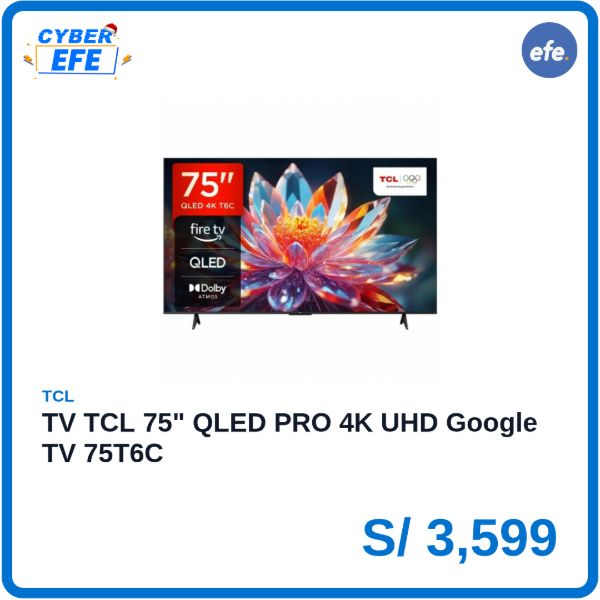 CYBER
EFE
efe.
75"
QLED 4K T6C
fire tv
QLED
Dolby
ATMOS
TCL
TCL
TV TCL 75" QLED PRO 4K UHD Google
TV 75T6C
S/ 3,599